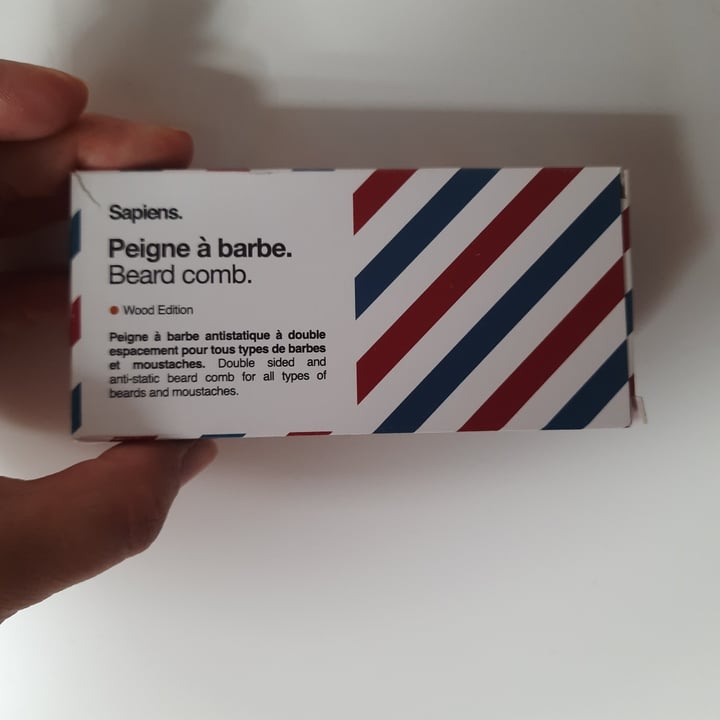 Sapiens.
Peigne à barbe.
Beard comb.
Wood Edition
Peigne à barbe antistatique à double
espacement pour tous types de barbes
et moustaches. Double sided and
anti-static beard comb for all types of
beards and moustaches.